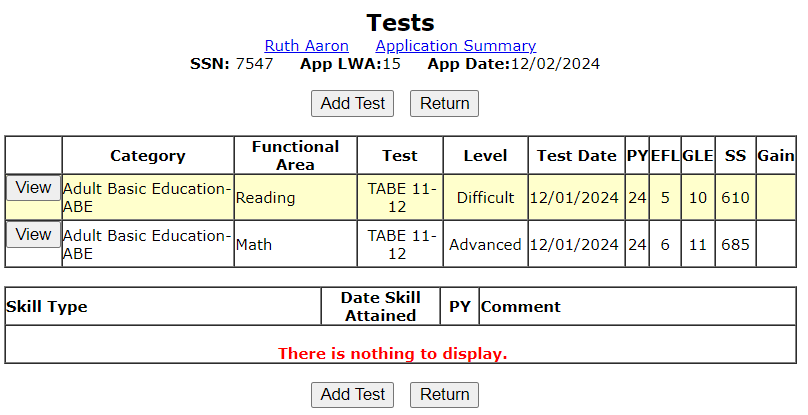 Tests
Ruth Aaron Application Summary
SSN: 7547 App LWA:15 App Date:12/02/2024
Add Test Return
Category Functional Area Test Level Test Date PY EFL GLE SS Gain
View Adult Basic Education-ABE Reading TABE 11-12 Difficult 12/01/2024 24 5 10 610
View Adult Basic Education-ABE Math TABE 11-12 Advanced 12/01/2024 24 6 11 685
Skill Type Date Skill Attained PY Comment
There is nothing to display.
Add Test Return